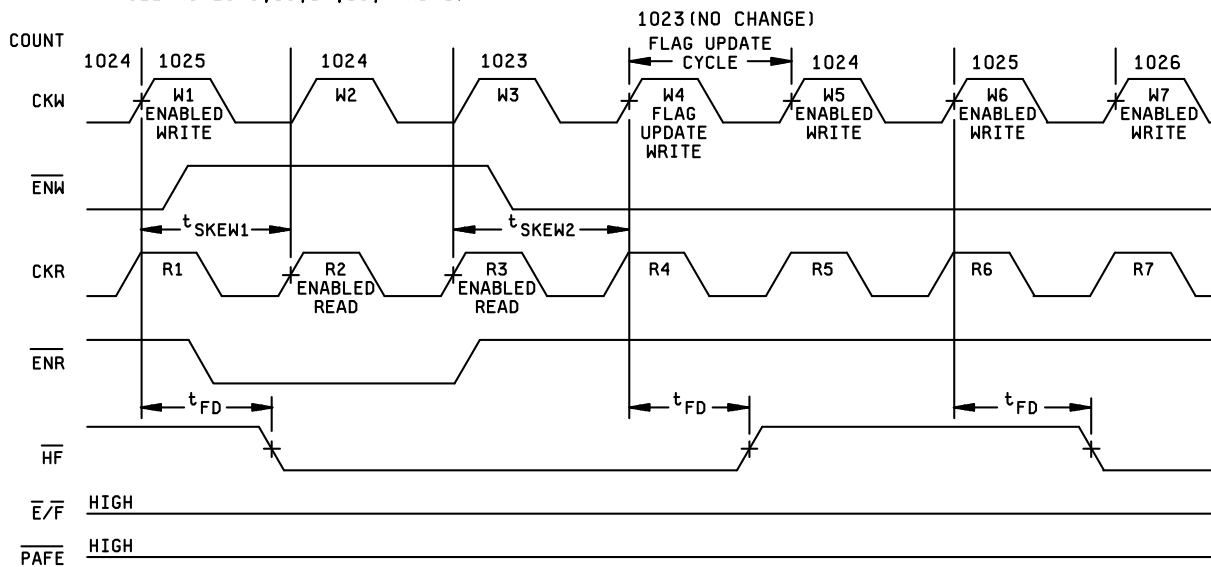 1023(NO CHANGE)
COUNT
FLAG UPDATE
CYCLE
1024 1025 1024 1023 1024 1025 1026
CKW
W1 ENABLED WRITE
W2
W3
W4 FLAG UPDATE WRITE
W5 ENABLED WRITE
W6 ENABLED WRITE
W7 ENABLED WRITE
ENW
tSKEW1 tSKEW2
CKR
R1
R2 ENABLED READ
R3 ENABLED READ
R4
R5
R6
R7
ENR
tFD tFD tFD
HF
E/F HIGH
PAFE HIGH